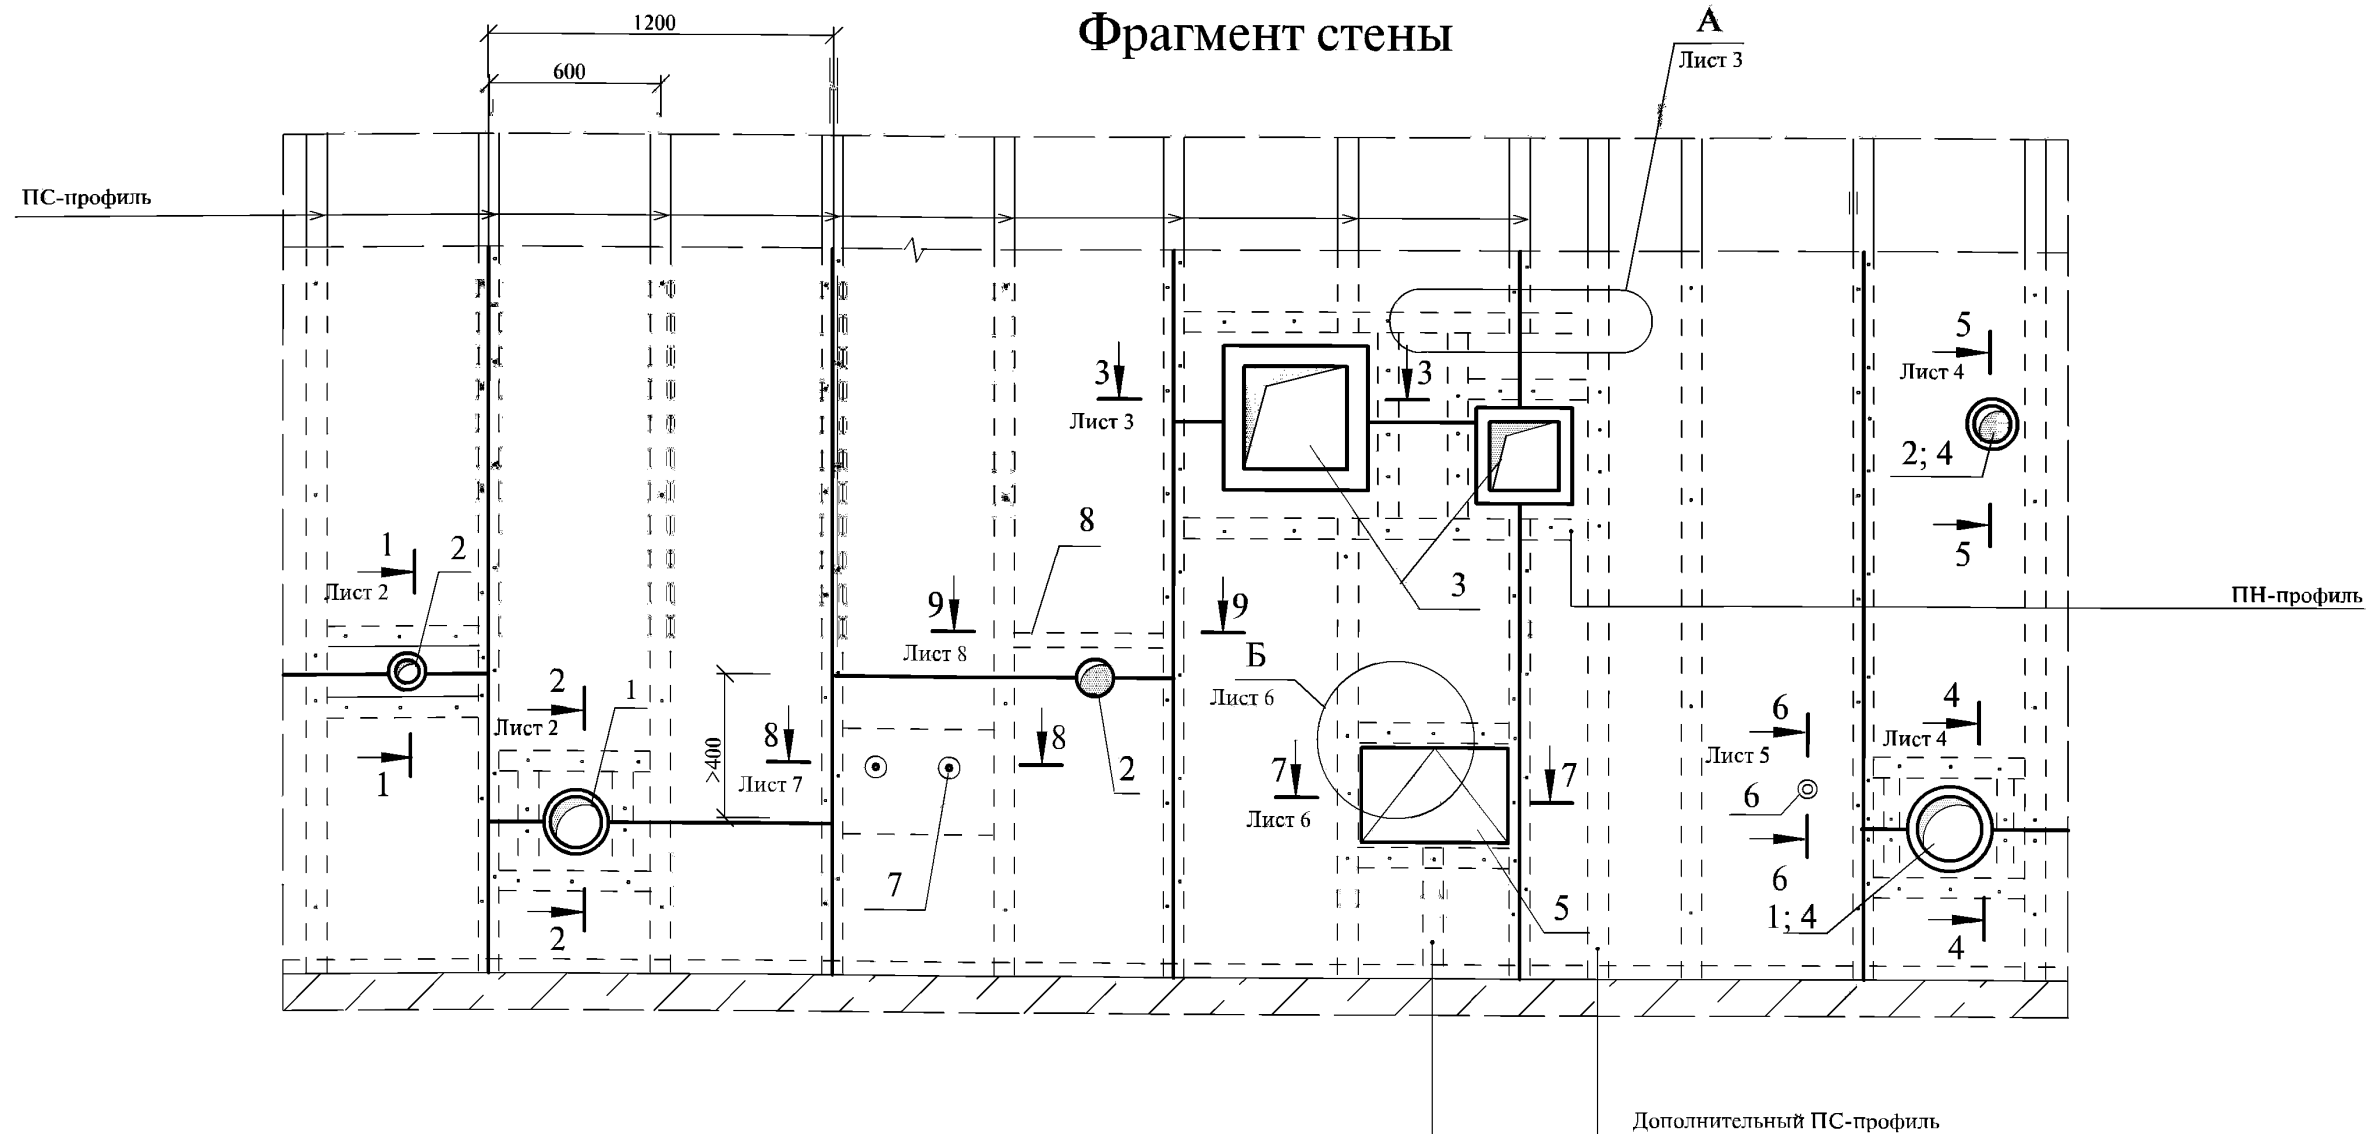 Фрагмент стены
1200
600
А
Лист 3
ПС-профиль
5
Лист 4
3
Лист 3
3
2; 4
5
8
1
2
Лист 2
3
ПН-профиль
9
Лист 8
9
Б
Лист 6
2
Лист 2
1
1
>400
8
Лист 7
8
2
7
Лист 6
7
6
Лист 5
6
4
Лист 4
7
5
6
1; 4
2
4
Дополнительный ПС-профиль